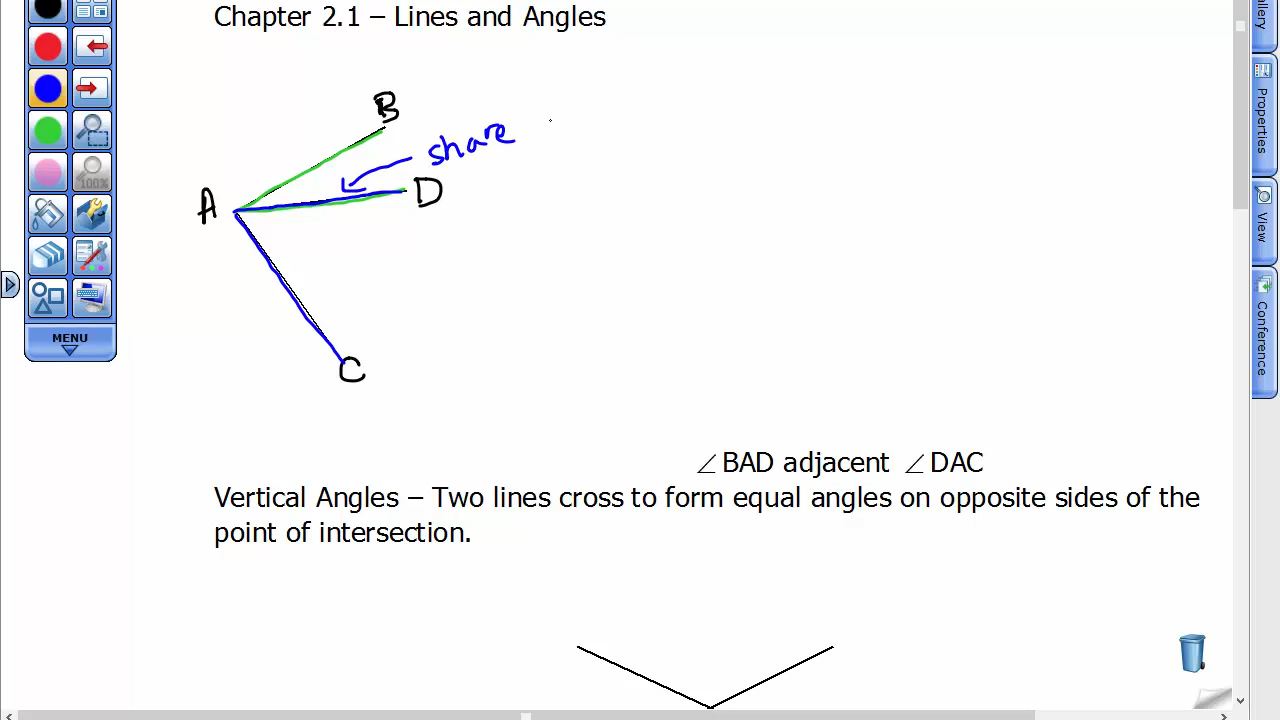 Chapter 2.1 – Lines and Angles
B
share
A
D
C
∠BAD adjacent ∠DAC
Vertical Angles – Two lines cross to form equal angles on opposite sides of the
point of intersection.
100%
MENU
Properties
View
Conference